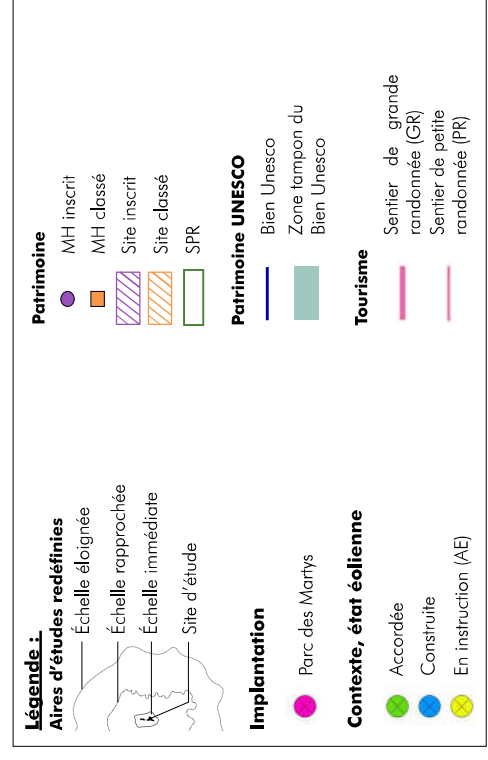 Légende :
Aires d'études redéfinies
Échelle éloignée
Échelle rapprochée
Échelle immédiate
Site d'étude
Implantation
Parc des Martys
Contexte, état éolienne
Accordée
Construite
En instruction (AE)
Patrimoine
MH inscrit
MH classé
Site inscrit
Site classé
SPR
Patrimoine UNESCO
Bien Unesco
Zone tampon du
Bien Unesco
Tourisme
Sentier de grande
randonnée (GR)
Sentier de petite
randonnée (PR)